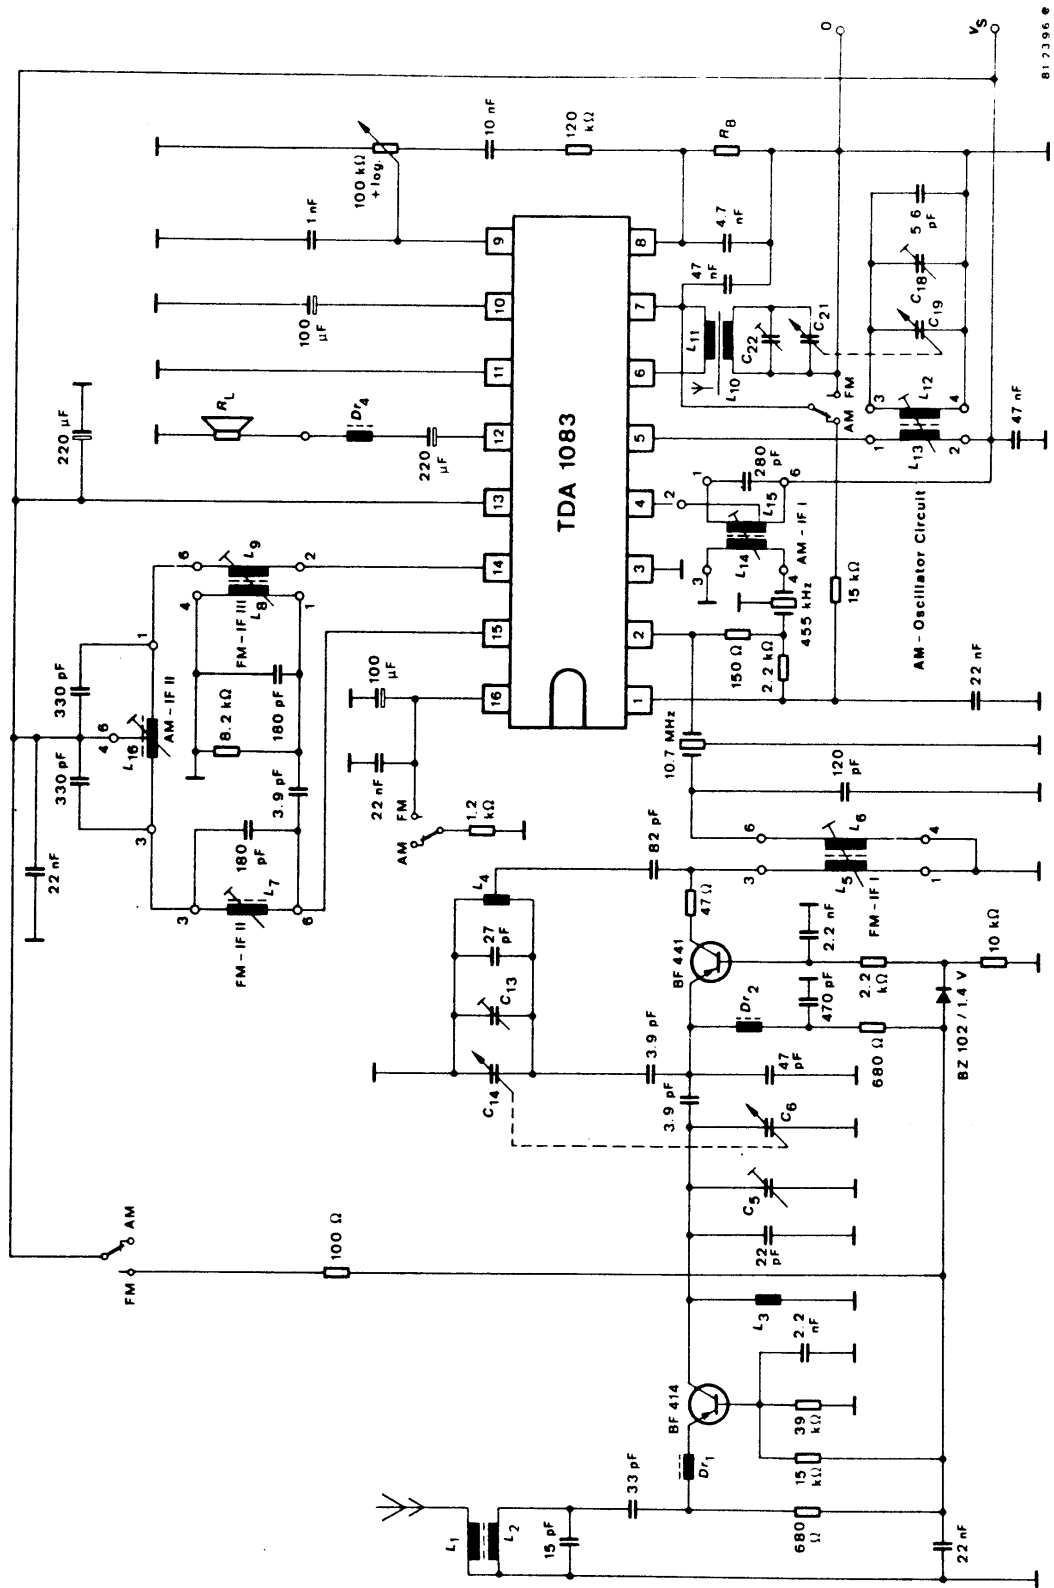 22 nF
FM
AM
100 Ω
330 pF
330 pF
3
4
6
1
L16
AM-IF II
220 μF
FM-IF II
3
6
L7
180
pF
3.9 pF
8.2 kΩ
180 pF
4
6
1
2
FM-IF III
L8
L9
RL
Dr4
220
μF
100
μF
1 nF
100 kΩ
+ log.
10 nF
120
kΩ
RB
22 nF
100
μF
AM
FM
1.2
kΩ
16
15
14
13
12
11
10
9
TDA 1083
1
2
3
4
5
6
7
8
C14
C13
27
pF
L4
82 pF
3.9 pF
3.9 pF
BF 441
47 Ω
BF 414
L1
L2
15 pF
33 pF
Dr1
680
Ω
15
kΩ
39
kΩ
2.2
nF
L3
22
pF
C5
C6
47
pF
Dr2
470 pF
680 Ω
2.2 nF
2.2
kΩ
BZ 102 / 1.4 V
10 kΩ
22 nF
3
6
1
4
L5
L6
FM-IF I
120
pF
10.7 MHz
22 nF
150 Ω
2.2 kΩ
455 kHz
3
4
1
2
6
L14
L15
AM-IF I
280
pF
15 kΩ
AM
FM
L11
L10
C22
C21
47
nF
4.7
nF
AM-Oscillator Circuit
1
2
3
4
L13
L12
C19
C18
5.6
pF
47 nF
0
VS
81 2396 e